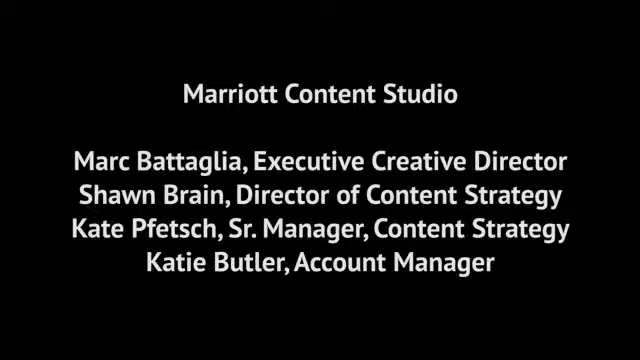 Marriott Content Studio
Marc Battaglia, Executive Creative Director
Shawn Brain, Director of Content Strategy
Kate Pfetsch, Sr. Manager, Content Strategy
Katie Butler, Account Manager